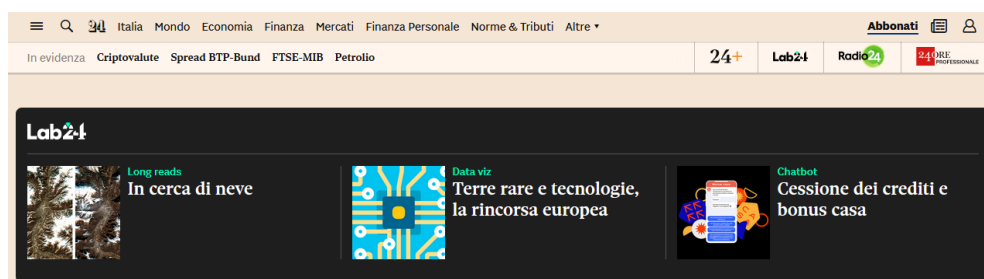 24 Italia Mondo Economia Finanza Mercati Finanza Personale Norme & Tributi Altre Abbonati
In evidenza Criptovalute Spread BTP-Bund FTSE-MIB Petrolio 24+ Lab24 Radio24 24 ORE PROFESSIONALE
Lab24
Long reads
In cerca di neve
Data viz
Terre rare e tecnologie,
la rincorsa europea
Chatbot
Cessione dei crediti e
bonus casa